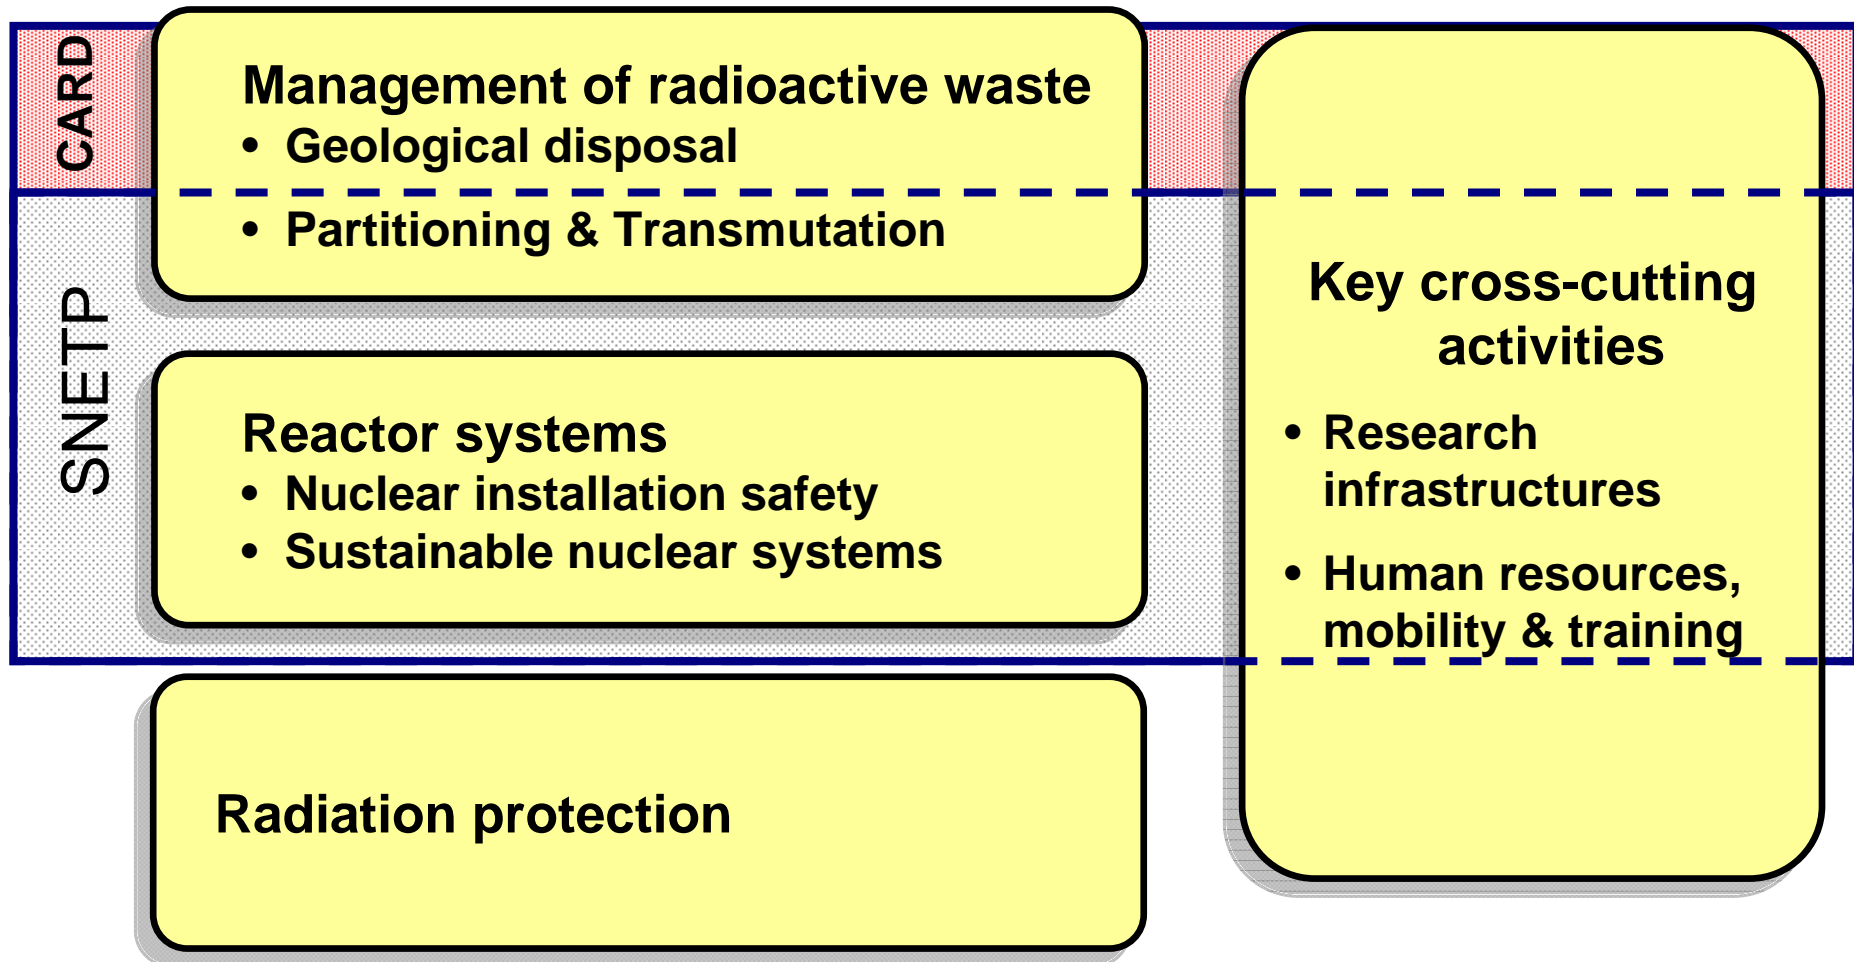 CARD
Management of radioactive waste
• Geological disposal
• Partitioning & Transmutation
SNETP
Reactor systems
• Nuclear installation safety
• Sustainable nuclear systems
Radiation protection
Key cross-cutting
activities
• Research
infrastructures
• Human resources,
mobility & training